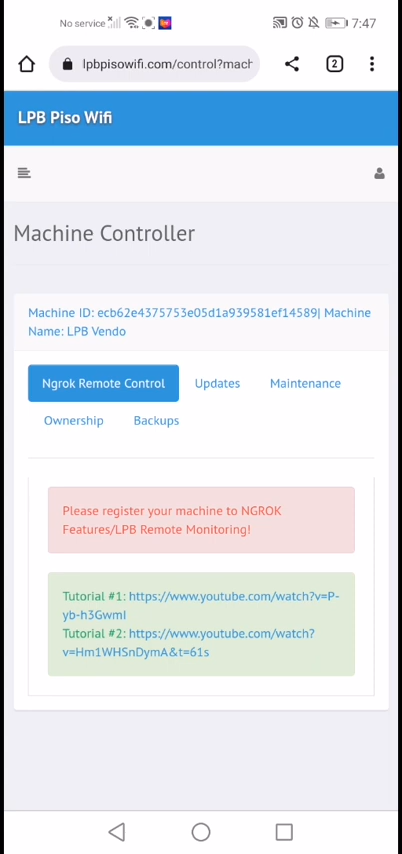 No service 7:47
lpbpisowifi.com/control?mach
2
LPB Piso Wifi
Machine Controller
Machine ID: ecb62e4375753e05d1a939581ef14589| Machine
Name: LPB Vendo
Ngrok Remote Control Updates Maintenance
Ownership Backups
Please register your machine to NGROK
Features/LPB Remote Monitoring!
Tutorial #1: https://www.youtube.com/watch?v=P-
yb-h3GwmI
Tutorial #2: https://www.youtube.com/watch?
v=Hm1WHSnDymA&t=61s